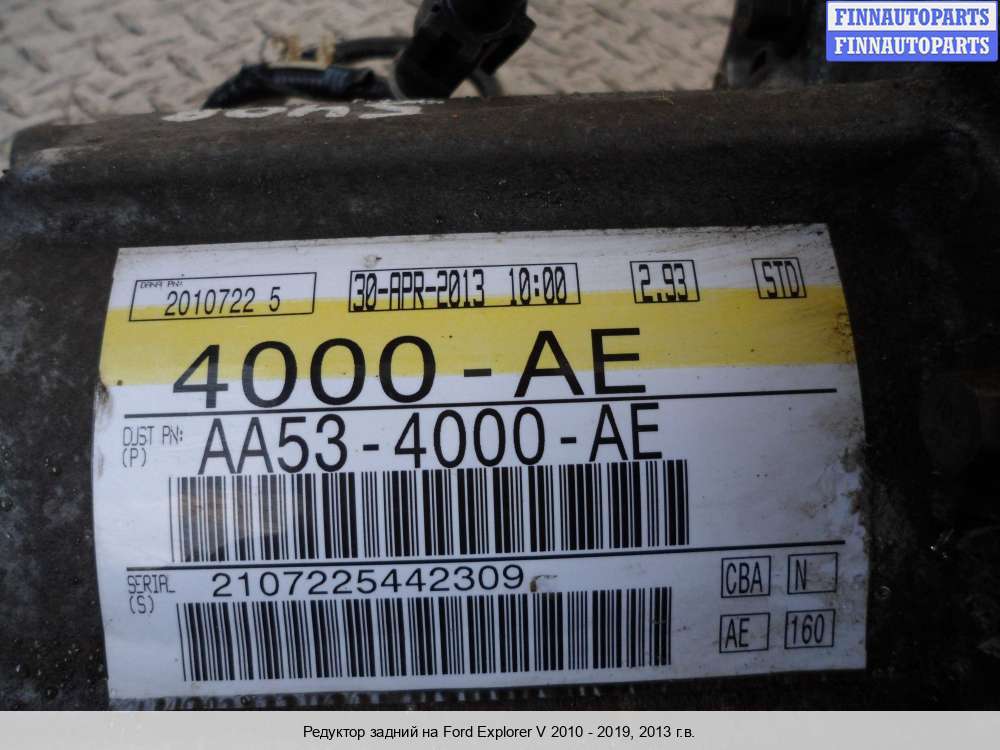 FINNAUTOPARTS
FINNAUTOPARTS
DANA PN:
2010722 5
30-APR-2013 10:00
2.93
STD
4000-AE
CUST PN:
(P)
AA53-4000-AE
SERIAL
(S)
2107225442309
CBA
N
AE
160
Редуктор задний на Ford Explorer V 2010 - 2019, 2013 г.в.